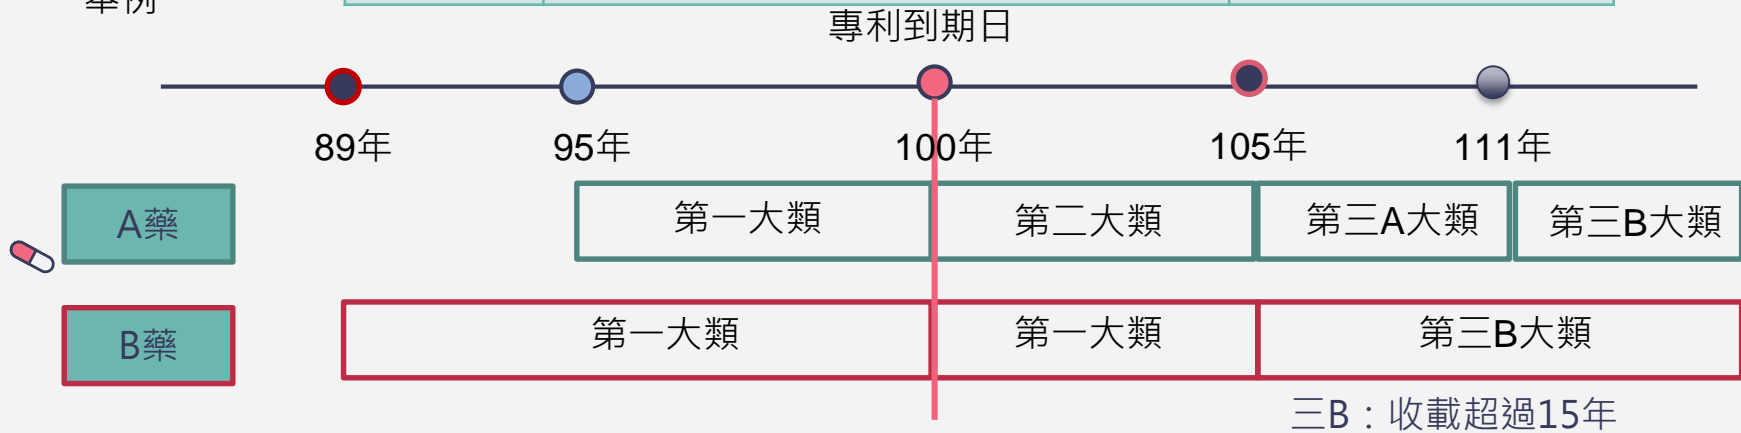 舉例
專利到期日
89年 95年 100年 105年 111年
A藥 第一大類 第二大類 第三A大類 第三B大類
B藥 第一大類 第一大類 第三B大類
三B：收載超過15年